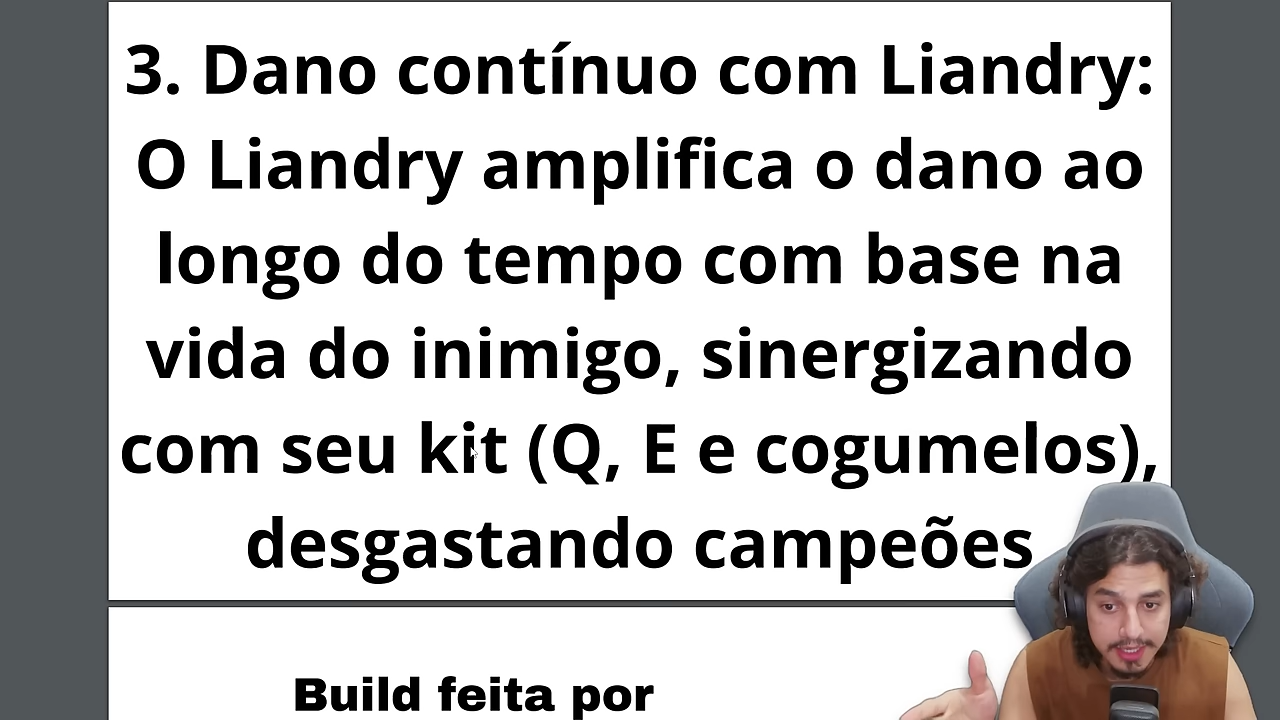 3. Dano contínuo com Liandry:
O Liandry amplifica o dano ao
longo do tempo com base na
vida do inimigo, sinergizando
com seu kit (Q, E e cogumelos),
desgastando campeões
Build feita por